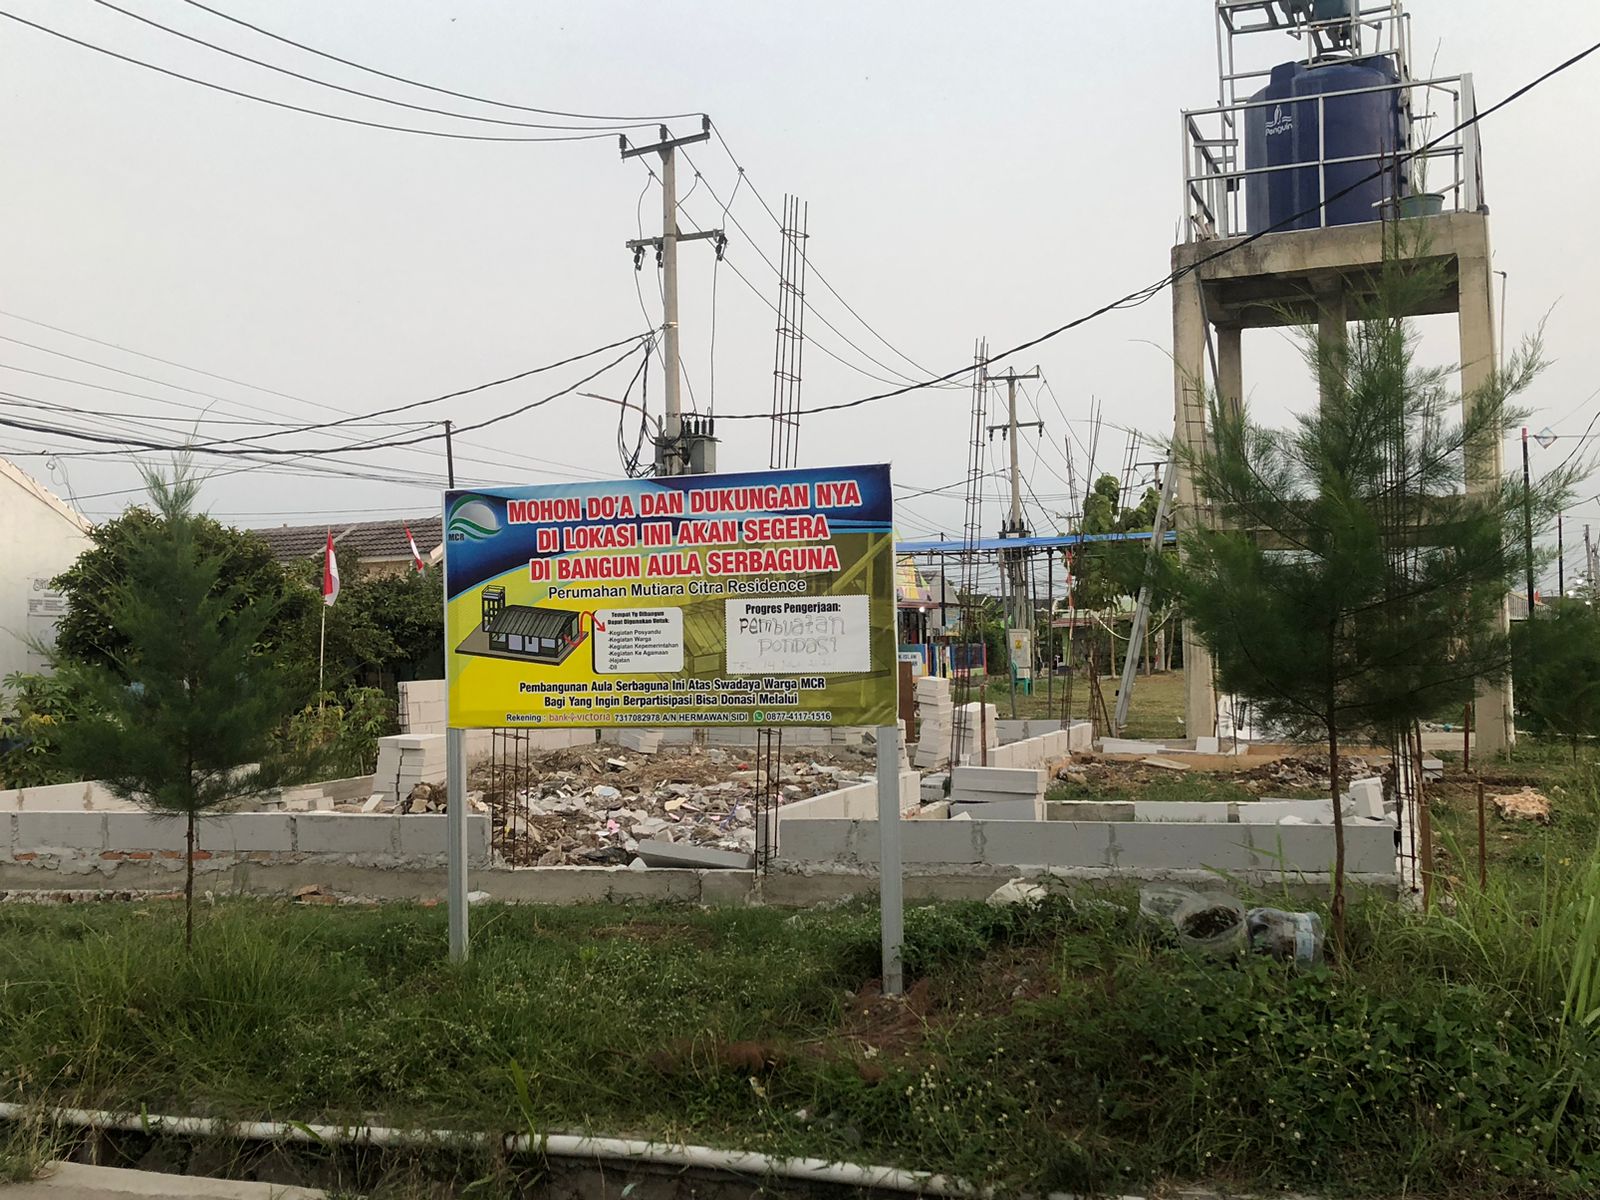 Penguin
MCR
MOHON DO'A DAN DUKUNGAN NYA
DI LOKASI INI AKAN SEGERA
DI BANGUN AULA SERBAGUNA
Perumahan Mutiara Citra Residence
Tempat Yg Dibangun
Dapat Digunakan Untuk:
-Kegiatan Posyandu
-Kegiatan Warga
-Kegiatan Kepemerintahan
-Kegiatan Ke Agamaan
-Hajatan
-Dll
Progres Pengerjaan:
Pembuatan
Pondasi
Pembangunan Aula Serbaguna Ini Atas Swadaya Warga MCR
Bagi Yang Ingin Berpartisipasi Bisa Donasi Melalui
Rekening : bank victoria 7317082978 A/N HERMAWAN SIDI 0877-4117-1516